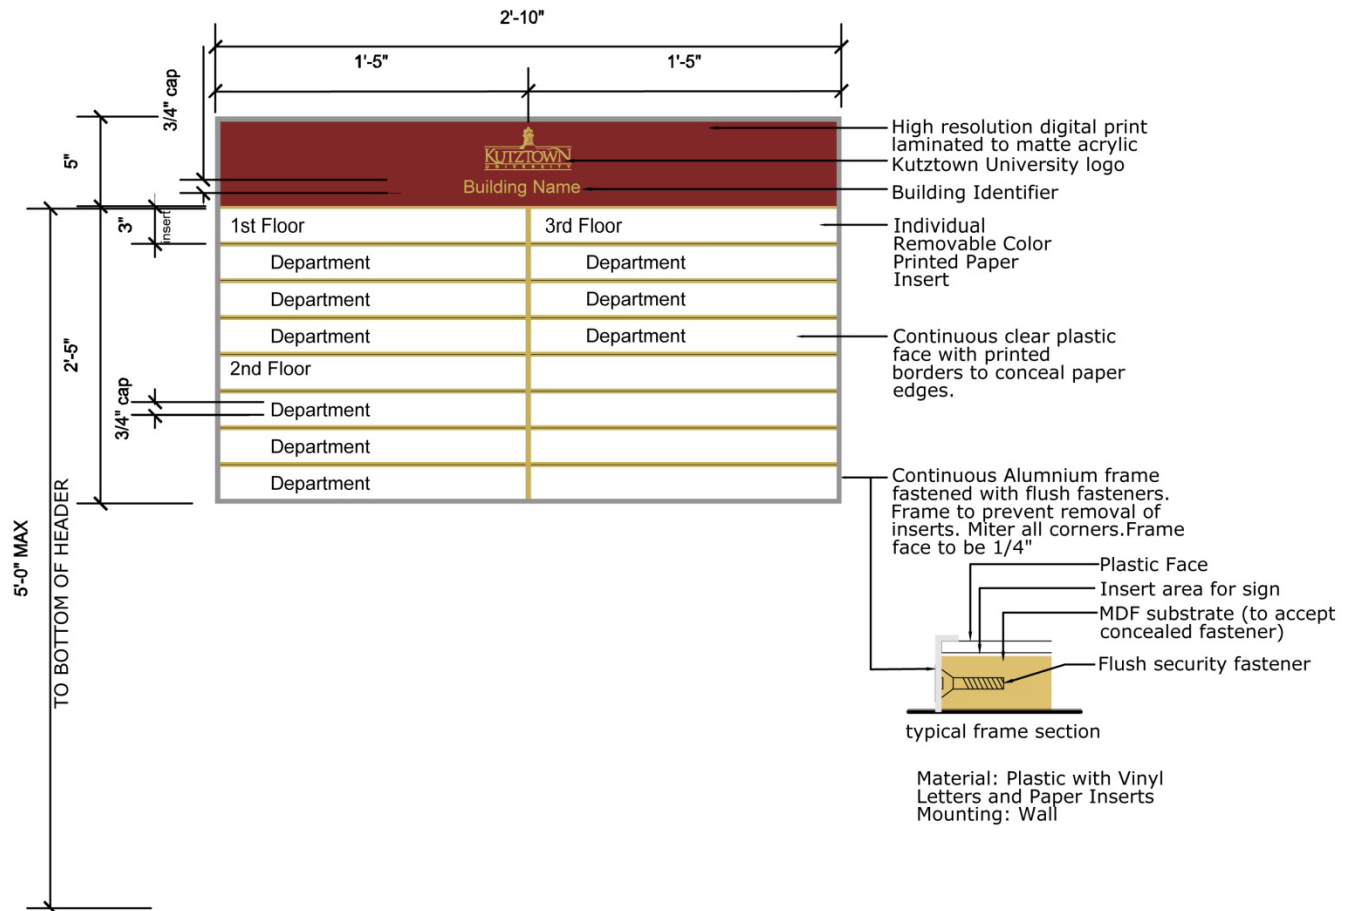 2'-10"
1'-5"
1'-5"
3/4" cap
5"
3"
insert
2'-5"
3/4" cap
5'-0" MAX
TO BOTTOM OF HEADER
KUTZTOWN
UNIVERSITY
Building Name
1st Floor
Department
Department
Department
2nd Floor
Department
Department
Department
3rd Floor
Department
Department
Department
High resolution digital print
laminated to matte acrylic
Kutztown University logo
Building Identifier
Individual
Removable Color
Printed Paper
Insert
Continuous clear plastic
face with printed
borders to conceal paper
edges.
Continuous Alumnium frame
fastened with flush fasteners.
Frame to prevent removal of
inserts. Miter all corners.Frame
face to be 1/4"
Plastic Face
Insert area for sign
MDF substrate (to accept
concealed fastener)
Flush security fastener
typical frame section
Material: Plastic with Vinyl
Letters and Paper Inserts
Mounting: Wall